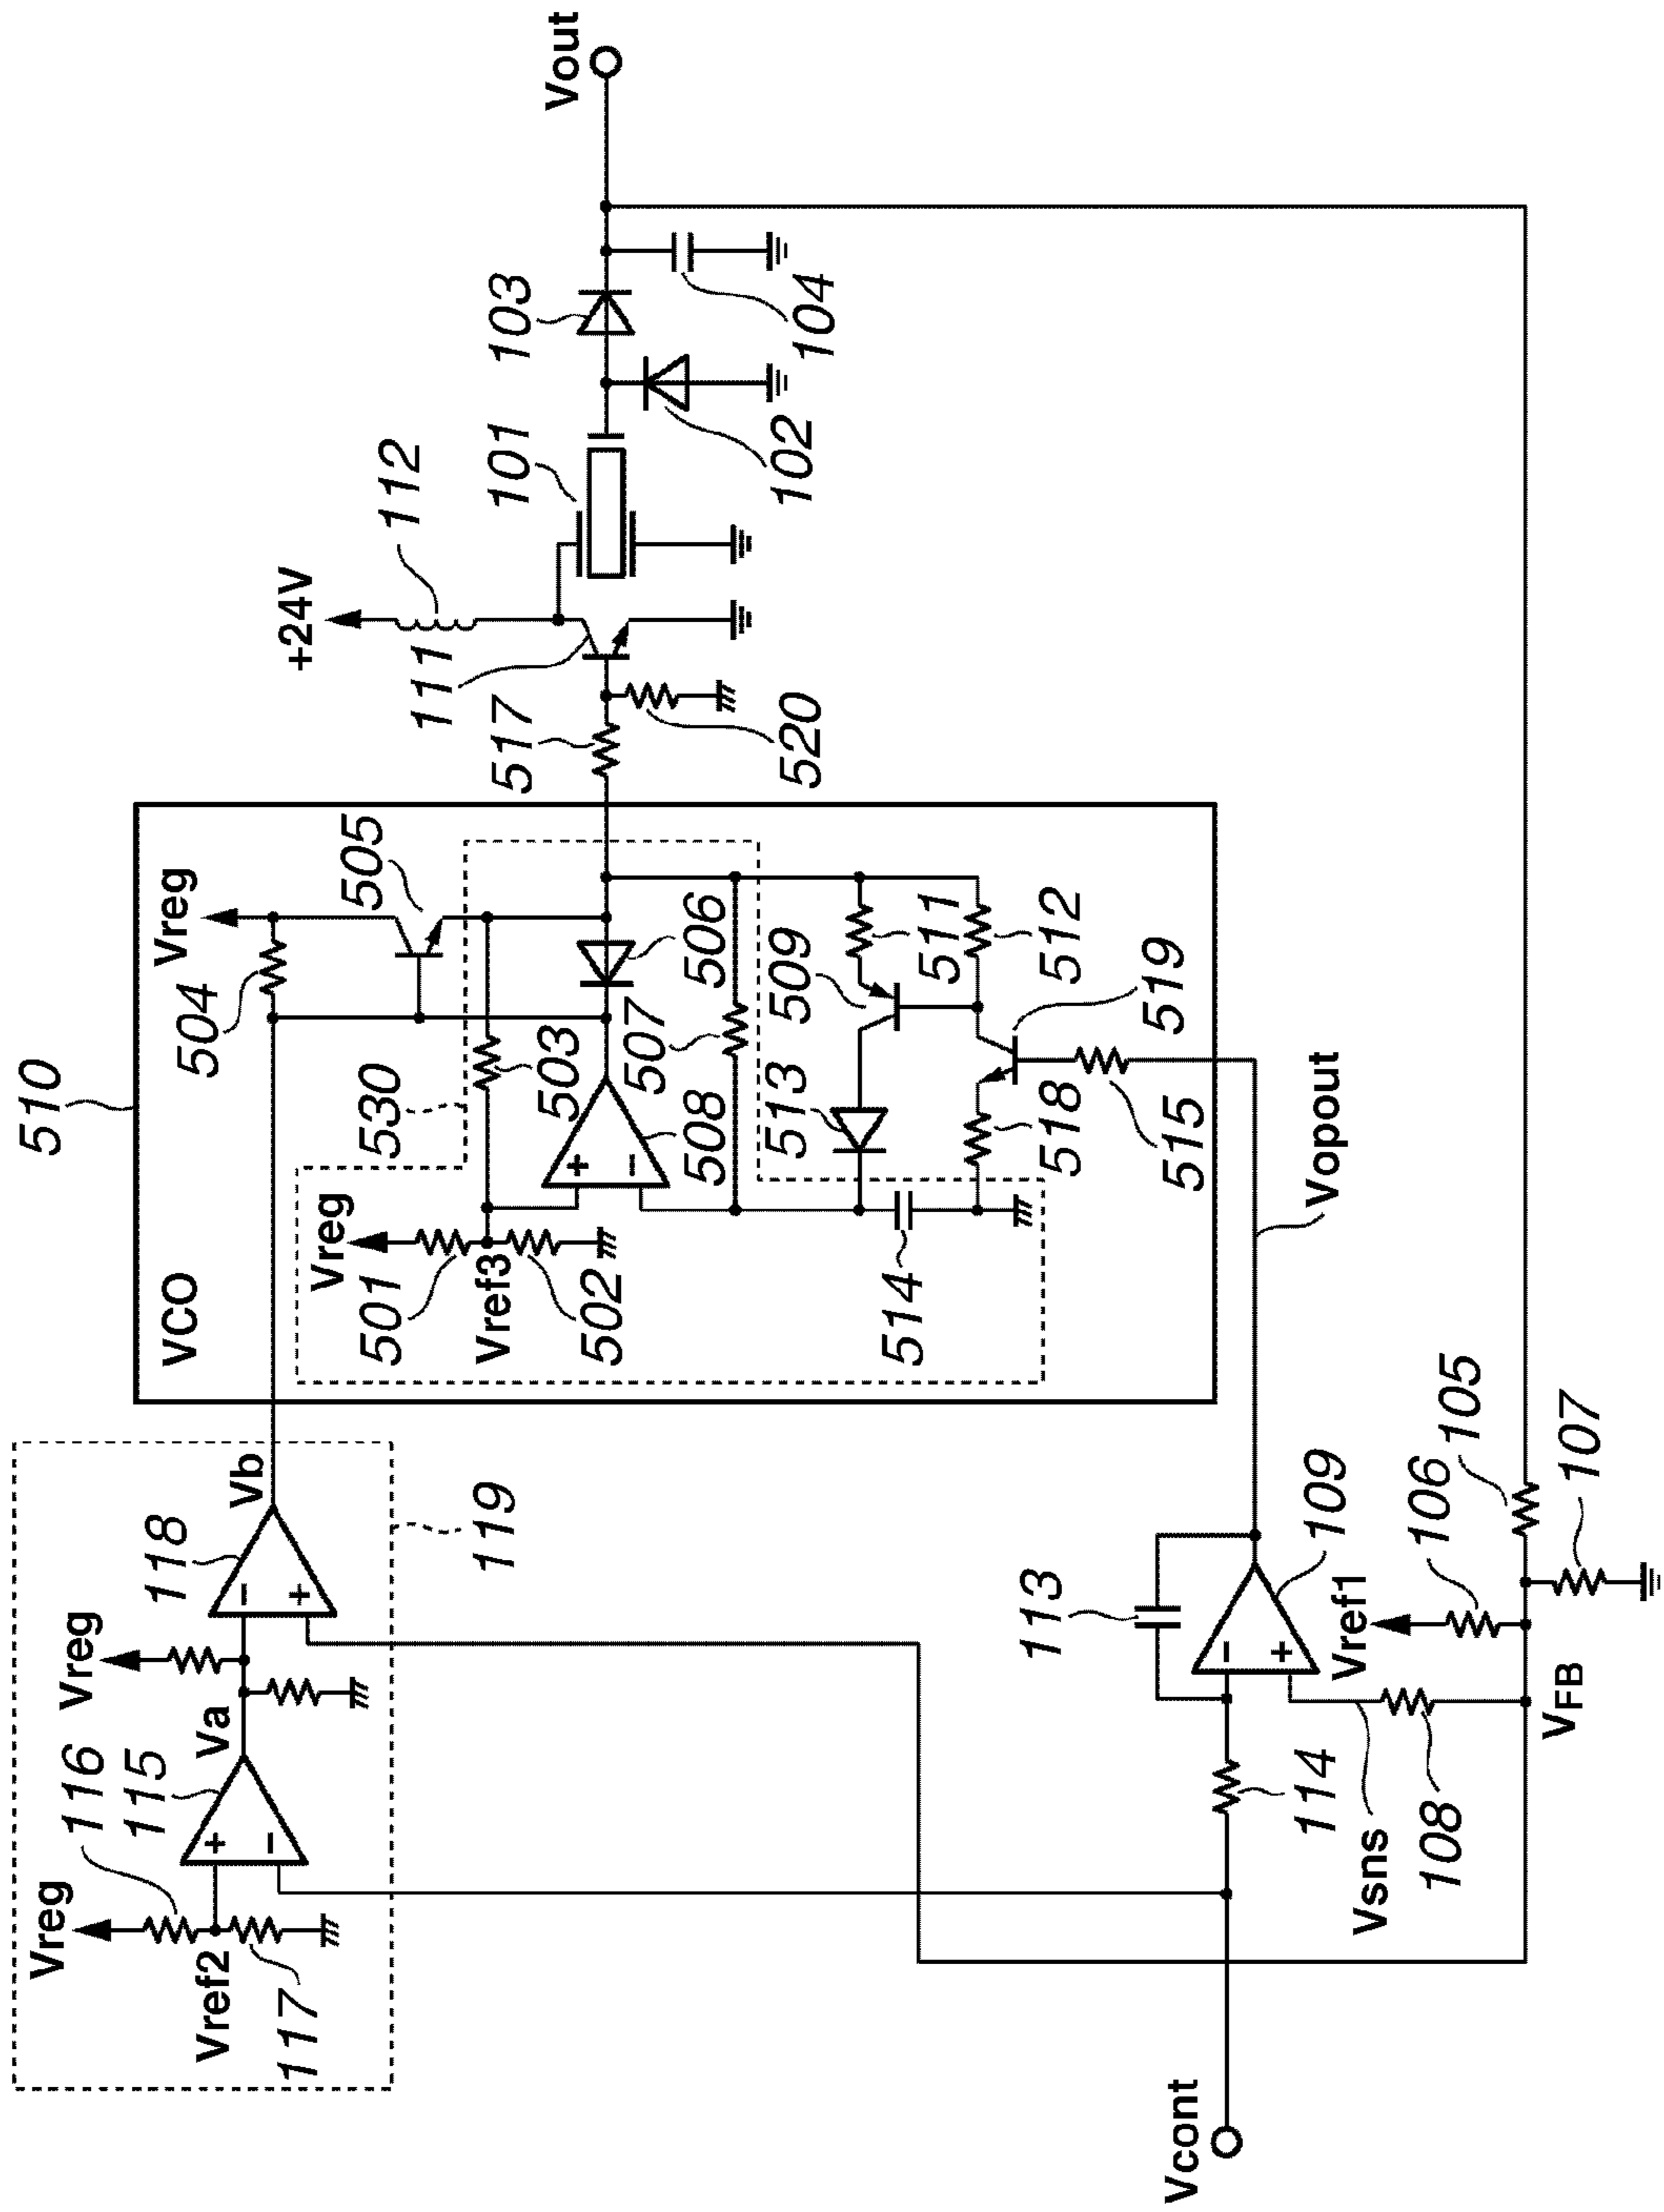 510
VCO
Vreg
504
505
530
503
Vreg
501
Vref3
502
506
507
508
509
511
512
513
514
518
519
515
517
520
+24V
112
111
101
103
102
104
Vout
Vreg
116
115
Vref2
117
Va
Vreg
118
Vb
119
Vcont
114
113
109
Vopout
Vsns
108
Vref1
106
105
107
VFB
+
−
−
+
+
−
−
+